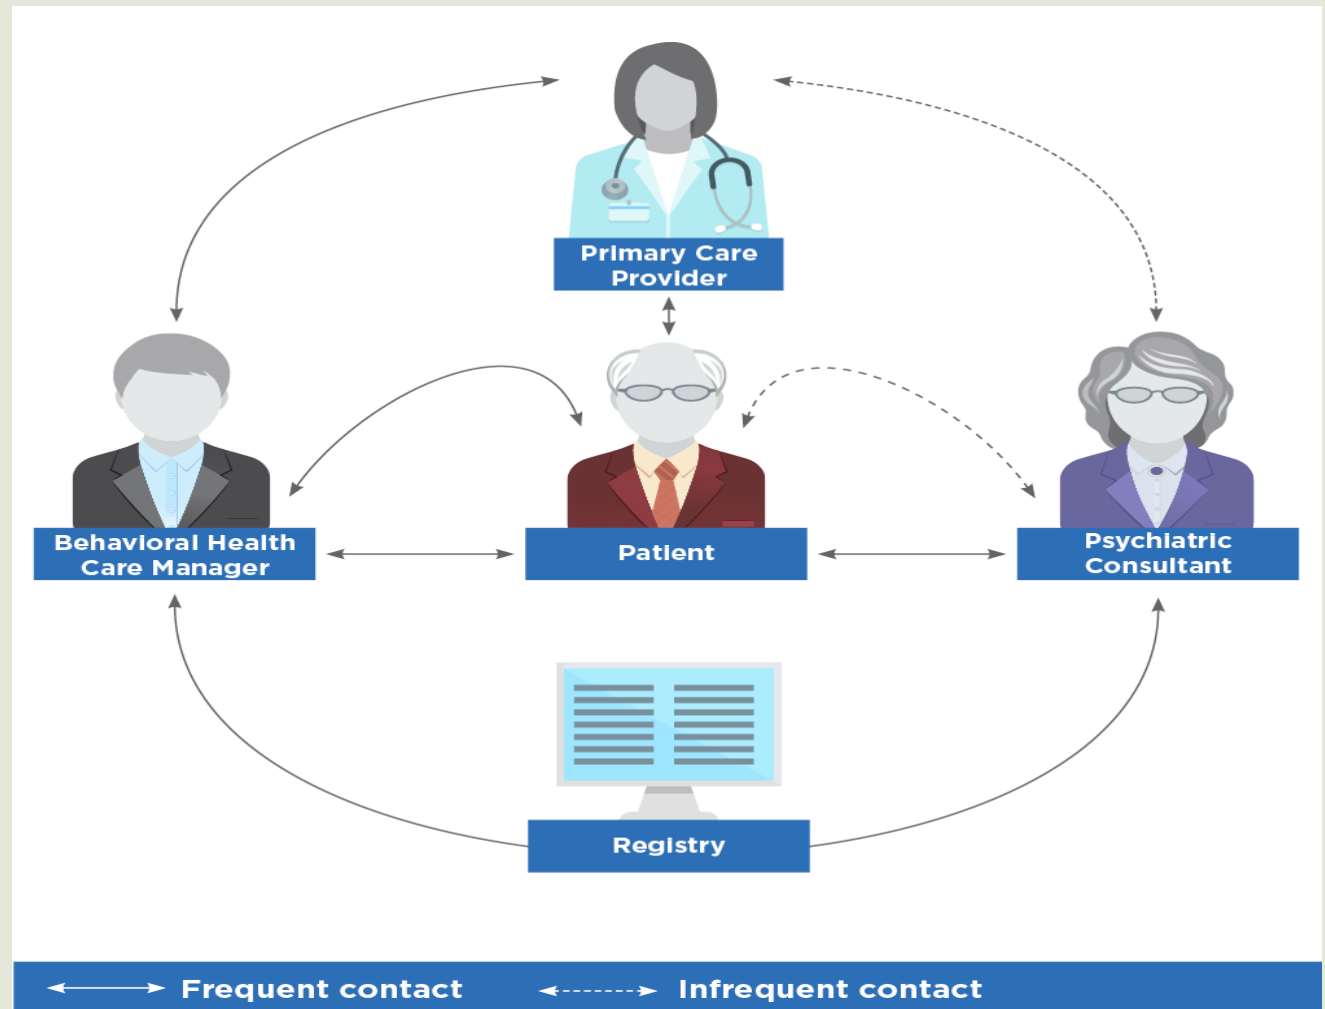 Primary Care
Provider
Behavioral Health
Care Manager
Patient
Psychiatric
Consultant
Registry
Frequent contact
Infrequent contact